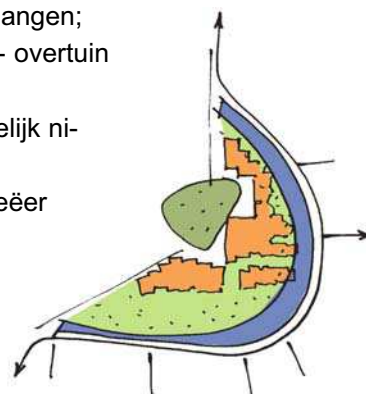 angen;
- overtuin
elijk ni-
eëer